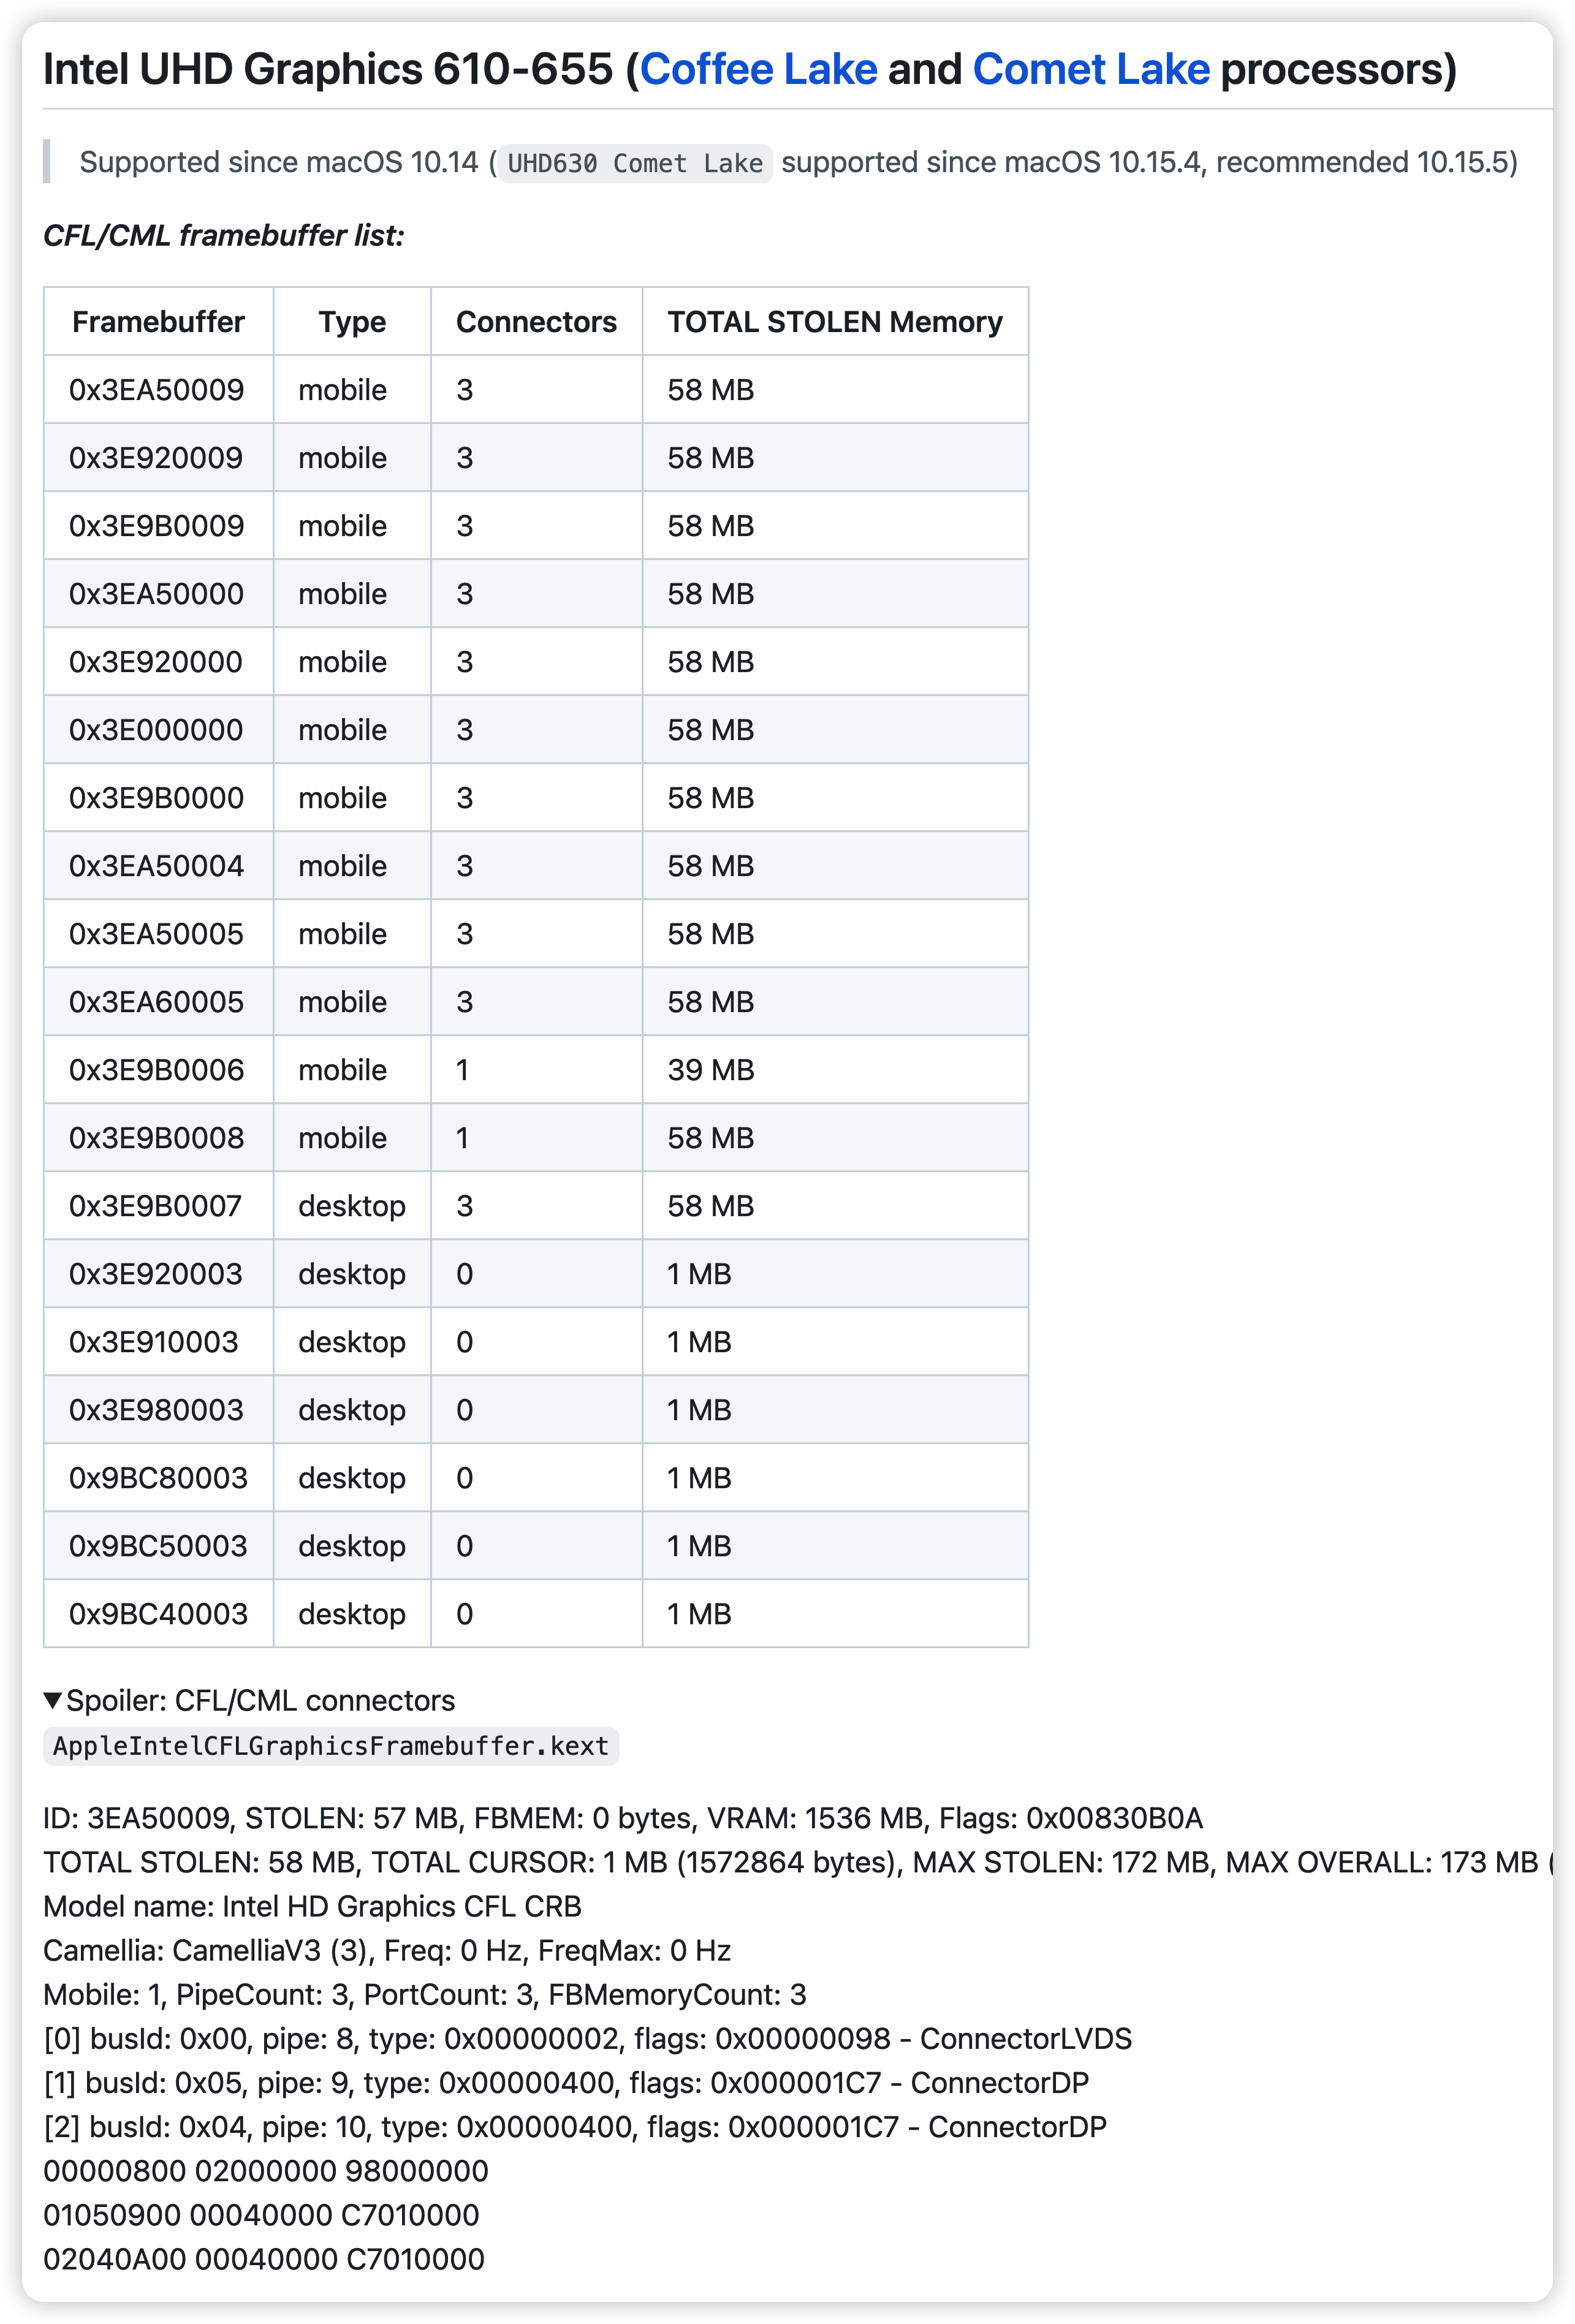 Intel UHD Graphics 610-655 (Coffee Lake and Comet Lake processors)
Supported since macOS 10.14 (UHD630 Comet Lake supported since macOS 10.15.4, recommended 10.15.5)
CFL/CML framebuffer list:
Framebuffer Type Connectors TOTAL STOLEN Memory
0x3EA50009 mobile 3 58 MB
0x3E920009 mobile 3 58 MB
0x3E9B0009 mobile 3 58 MB
0x3EA50000 mobile 3 58 MB
0x3E920000 mobile 3 58 MB
0x3E000000 mobile 3 58 MB
0x3E9B0000 mobile 3 58 MB
0x3EA50004 mobile 3 58 MB
0x3EA50005 mobile 3 58 MB
0x3EA60005 mobile 3 58 MB
0x3E9B0006 mobile 1 39 MB
0x3E9B0008 mobile 1 58 MB
0x3E9B0007 desktop 3 58 MB
0x3E920003 desktop 0 1 MB
0x3E910003 desktop 0 1 MB
0x3E980003 desktop 0 1 MB
0x9BC80003 desktop 0 1 MB
0x9BC50003 desktop 0 1 MB
0x9BC40003 desktop 0 1 MB
▼Spoiler: CFL/CML connectors
AppleIntelCFLGraphicsFramebuffer.kext
ID: 3EA50009, STOLEN: 57 MB, FBMEM: 0 bytes, VRAM: 1536 MB, Flags: 0x00830B0A
TOTAL STOLEN: 58 MB, TOTAL CURSOR: 1 MB (1572864 bytes), MAX STOLEN: 172 MB, MAX OVERALL: 173 MB (
Model name: Intel HD Graphics CFL CRB
Camellia: CamelliaV3 (3), Freq: 0 Hz, FreqMax: 0 Hz
Mobile: 1, PipeCount: 3, PortCount: 3, FBMemoryCount: 3
[0] busId: 0x00, pipe: 8, type: 0x00000002, flags: 0x00000098 - ConnectorLVDS
[1] busId: 0x05, pipe: 9, type: 0x00000400, flags: 0x000001C7 - ConnectorDP
[2] busId: 0x04, pipe: 10, type: 0x00000400, flags: 0x000001C7 - ConnectorDP
00000800 02000000 98000000
01050900 00040000 C7010000
02040A00 00040000 C7010000